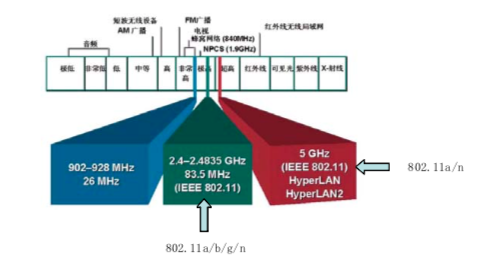 短波无线设备
AM 广播
FM广播
电视
蜂窝网络 (840MHz)
NPCS (1.9GHz)
红外线无线局域网
音频
极低
非常低
低
中等
高
非常高
极高
超高
红外线
可见光
紫外线
X-射线
902–928 MHz
26 MHz
2.4–2.4835 GHz
83.5 MHz
(IEEE 802.11)
5 GHz
(IEEE 802.11)
HyperLAN
HyperLAN2
802.11a/n
802.11a/b/g/n